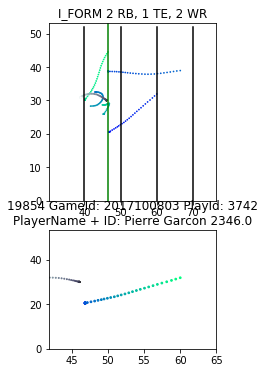 I_FORM 2 RB, 1 TE, 2 WR
50
40
30
20
10
0
40 50 60 70
19854 GameId: 2017100803 PlayId: 3742
PlayerName + ID: Pierre Garcon 2346.0
40
20
0
45 50 55 60 65